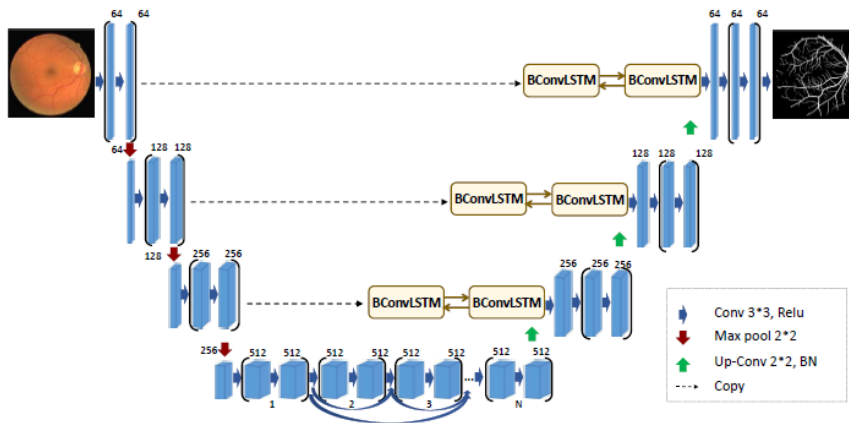 64 64 64 64 64
BConvLSTM BConvLSTM
64 128 128 128 128 128
BConvLSTM BConvLSTM
128 256 256 256 256 256
BConvLSTM BConvLSTM
256 512 512 512 512 512 512 ... 512 512
1 2 3 N
Conv 3*3, Relu
Max pool 2*2
Up-Conv 2*2, BN
Copy